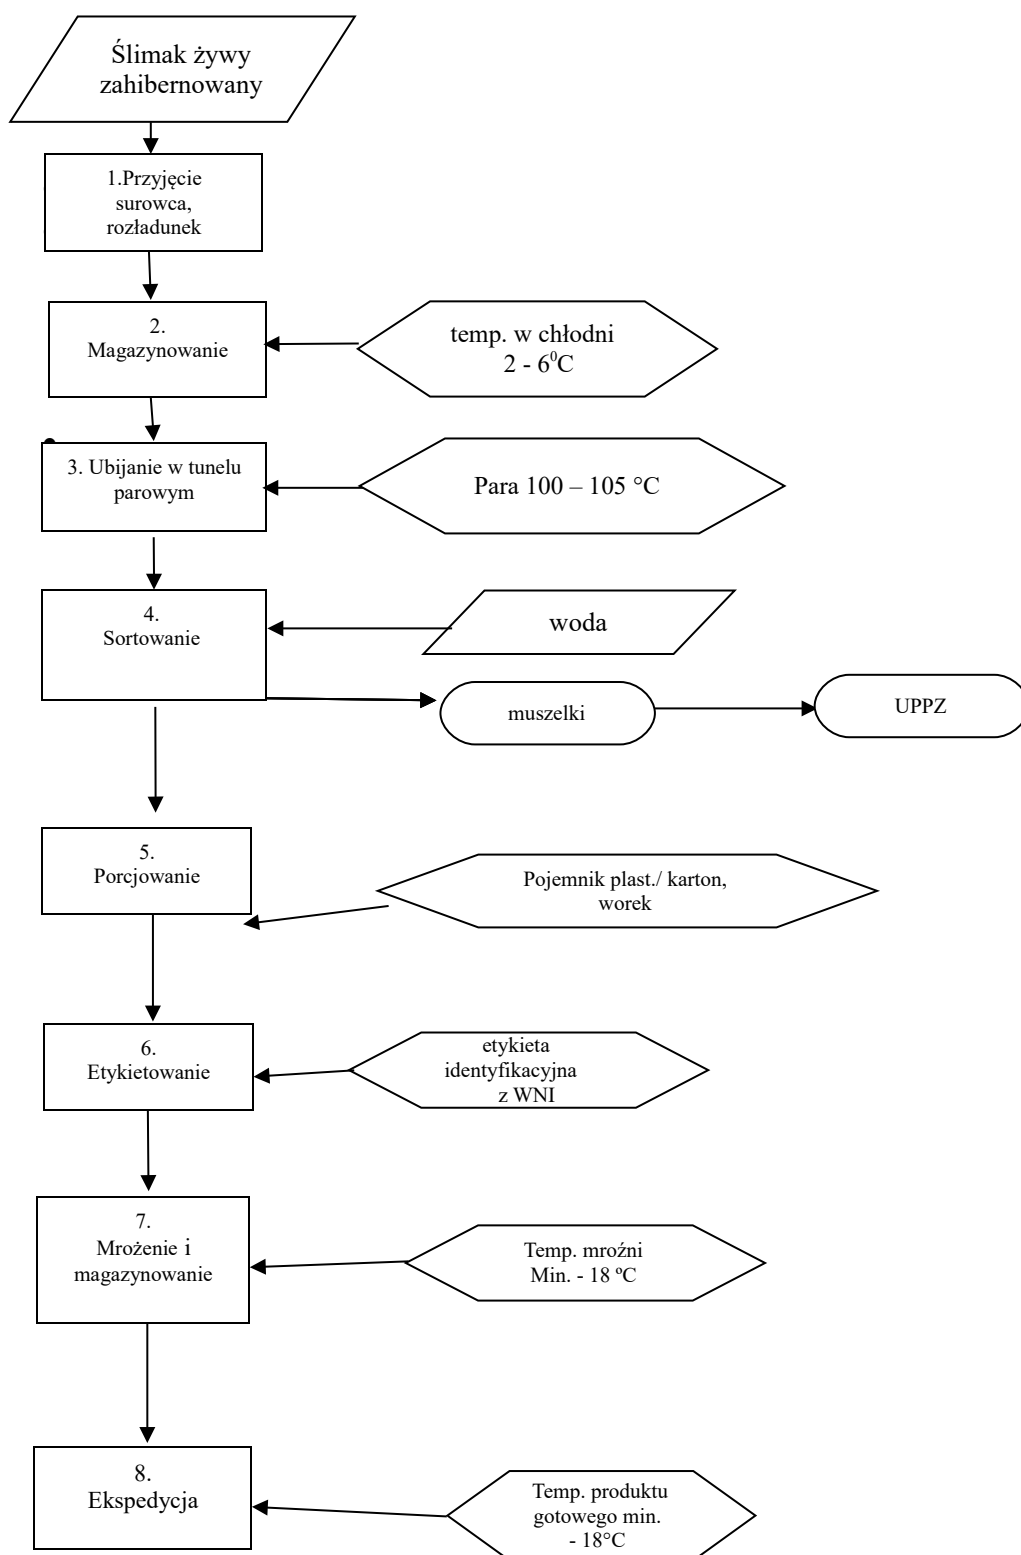 Ślimak żywy
zahibernowany
1.Przyjęcie
surowca,
rozładunek
2.
Magazynowanie
temp. w chłodni
2 - 6⁰C
3. Ubijanie w tunelu
parowym
Para 100 – 105 °C
4.
Sortowanie
woda
muszelki
UPPZ
5.
Porcjowanie
Pojemnik plast./ karton,
worek
6.
Etykietowanie
etykieta
identyfikacyjna
z WNI
7.
Mrożenie i
magazynowanie
Temp. mroźni
Min. - 18 ºC
8.
Ekspedycja
Temp. produktu
gotowego min.
- 18°C